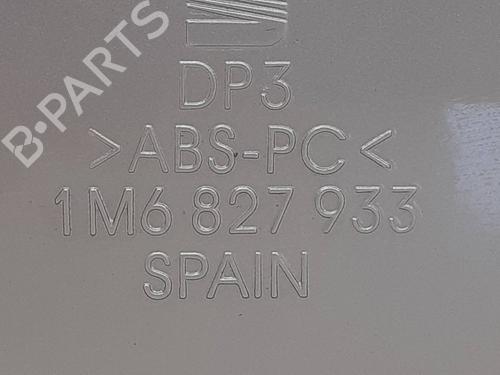 B-PARTS
DP3
>ABS-PC<
1M6 827 933
SPAIN